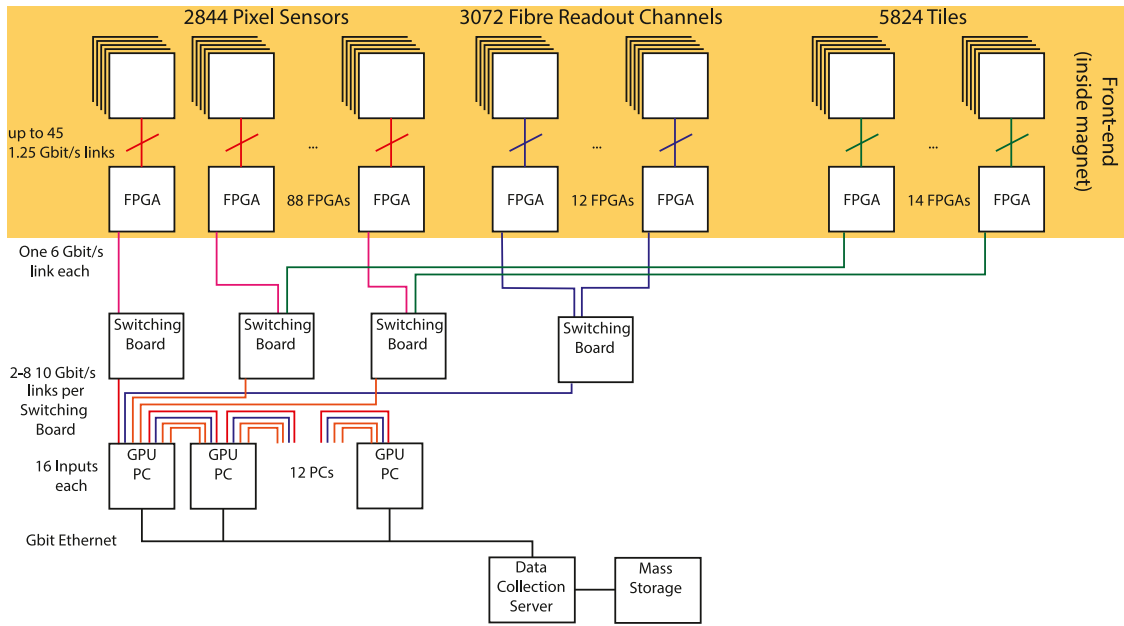 2844 Pixel Sensors
3072 Fibre Readout Channels
5824 Tiles
Front-end
(inside magnet)
up to 45
1.25 Gbit/s links
...
...
...
FPGA
FPGA
88 FPGAs
FPGA
FPGA
12 FPGAs
FPGA
FPGA
14 FPGAs
FPGA
One 6 Gbit/s
link each
Switching
Board
Switching
Board
Switching
Board
Switching
Board
2–8 10 Gbit/s
links per
Switching
Board
16 Inputs
each
GPU
PC
GPU
PC
12 PCs
GPU
PC
Gbit Ethernet
Data
Collection
Server
Mass
Storage